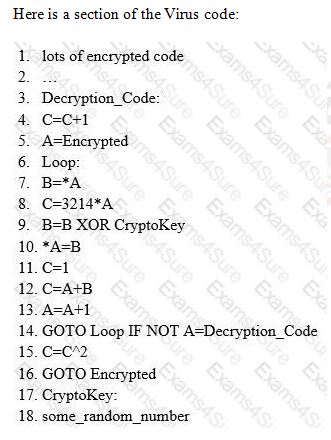 Here is a section of the Virus code:
1. lots of encrypted code
2. ...
3. Decryption_Code:
4. C=C+1
5. A=Encrypted
6. Loop:
7. B=*A
8. C=3214*A
9. B=B XOR CryptoKey
10. *A=B
11. C=1
12. C=A+B
13. A=A+1
14. GOTO Loop IF NOT A=Decryption_Code
15. C=C^2
16. GOTO Encrypted
17. CryptoKey:
18. some_random_number
Exams4Sure